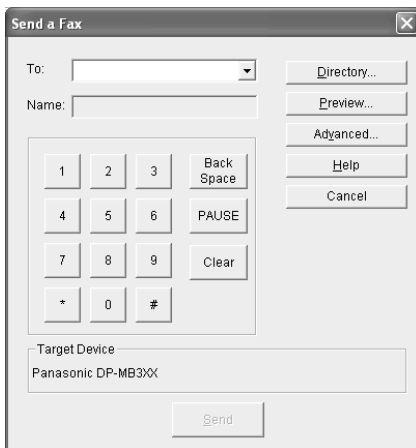 Send a Fax
To:
Directory...
Name:
Preview...
Advanced...
1 2 3 Back Space
Help
Cancel
4 5 6 PAUSE
7 8 9 Clear
* 0 #
Target Device
Panasonic DP-MB3XX
Send